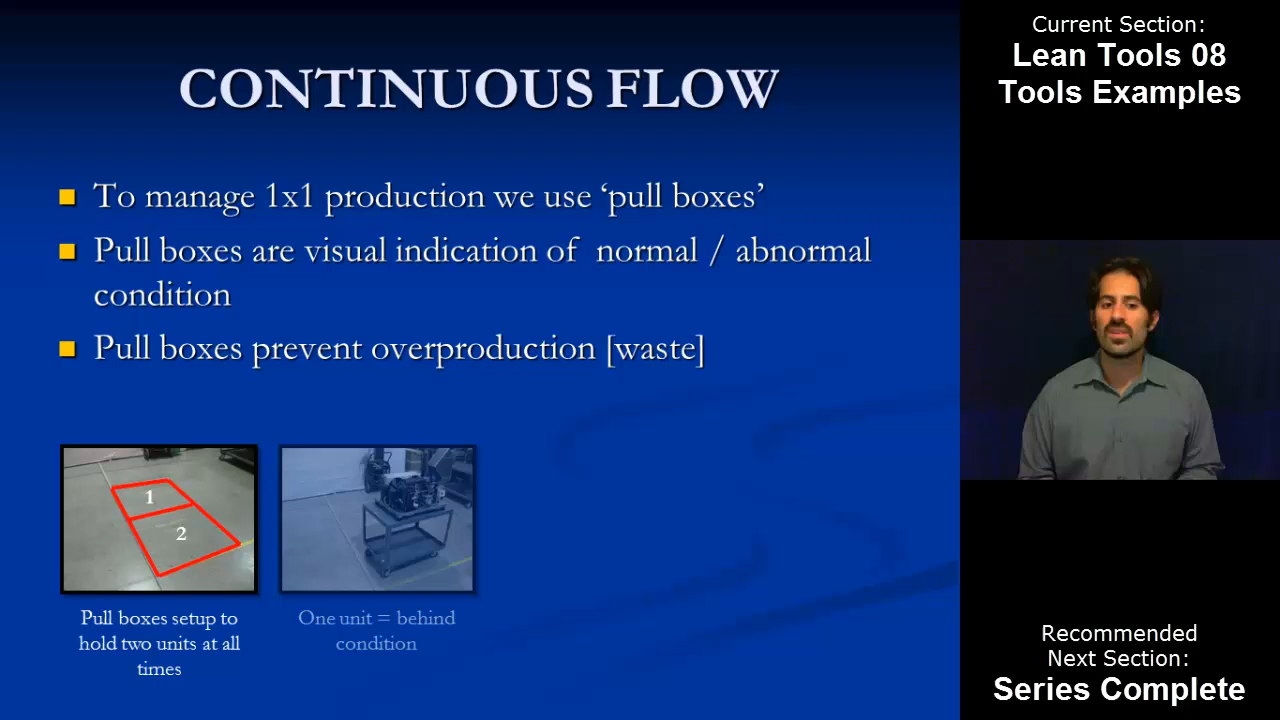 CONTINUOUS FLOW
To manage 1x1 production we use ‘pull boxes’
Pull boxes are visual indication of normal / abnormal
condition
Pull boxes prevent overproduction [waste]
1
2
Pull boxes setup to
hold two units at all
times
One unit = behind
condition
Current Section:
Lean Tools 08
Tools Examples
Recommended
Next Section:
Series Complete